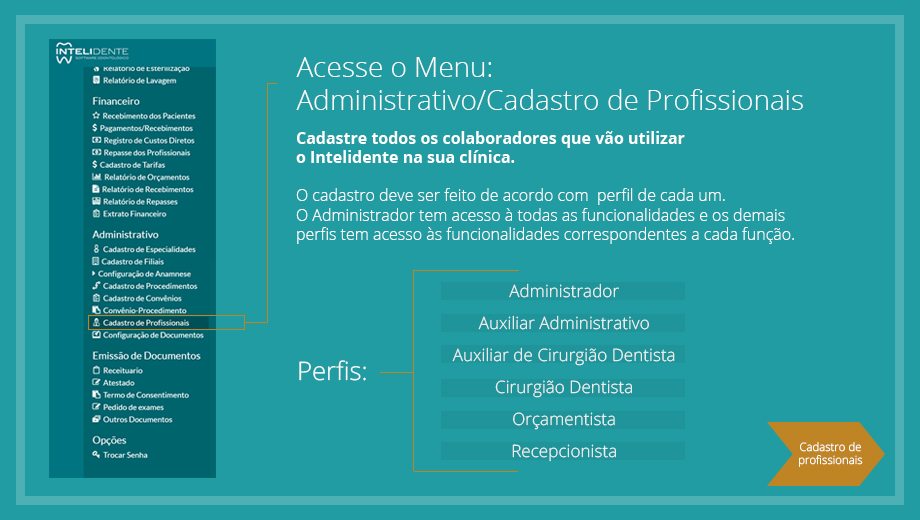 INTELIDENTE
SOFTWARE ODONTOLÓGICO
Relatório de Esterilização
Relatório de Lavagem
Financeiro
Recebimento dos Pacientes
Pagamentos/Recebimentos
Registro de Custos Diretos
Repasse dos Profissionais
Cadastro de Tarifas
Relatório de Orçamentos
Relatório de Recebimentos
Relatório de Repasses
Extrato Financeiro
Administrativo
Cadastro de Especialidades
Cadastro de Filiais
Configuração de Anamnese
Cadastro de Procedimentos
Cadastro de Convênios
Convênio-Procedimento
Cadastro de Profissionais
Configuração de Documentos
Emissão de Documentos
Receituario
Atestado
Termo de Consentimento
Pedido de exames
Outros Documentos
Opções
Trocar Senha
Acesse o Menu:
Administrativo/Cadastro de Profissionais
Cadastre todos os colaboradores que vão utilizar
o Intelidente na sua clínica.
O cadastro deve ser feito de acordo com perfil de cada um.
O Administrador tem acesso à todas as funcionalidades e os demais
perfis tem acesso às funcionalidades correspondentes a cada função.
Perfis:
Administrador
Auxiliar Administrativo
Auxiliar de Cirurgião Dentista
Cirurgião Dentista
Orçamentista
Recepcionista
Cadastro de
profissionais